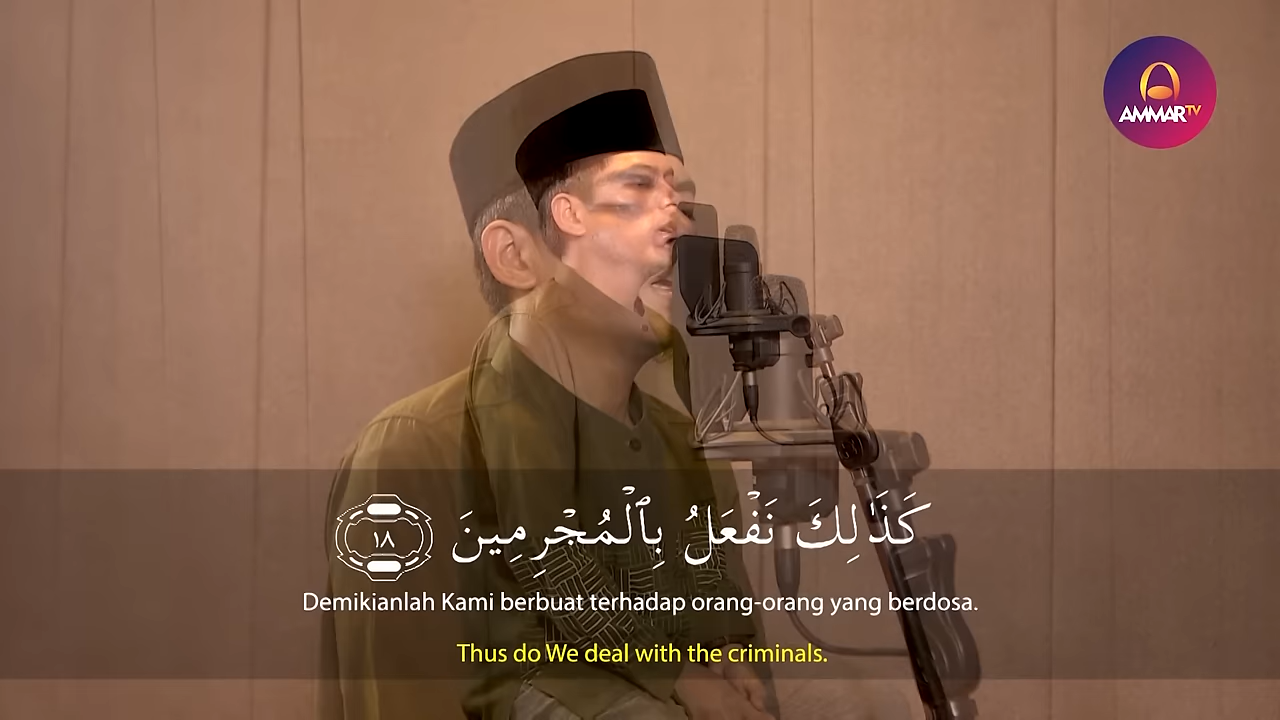 AMMARTV
كَذَٰلِكَ نَفْعَلُ بِٱلْمُجْرِمِينَ ١٨
Demikianlah Kami berbuat terhadap orang-orang yang berdosa.
Thus do We deal with the criminals.